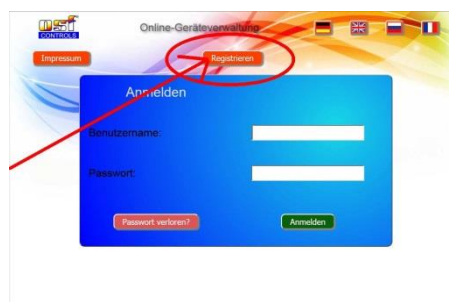 osf
CONTROLS
Online-Geräteverwaltung
Impressum
Registrieren
Anmelden
Benutzername:
Passwort:
Passwort verloren?
Anmelden